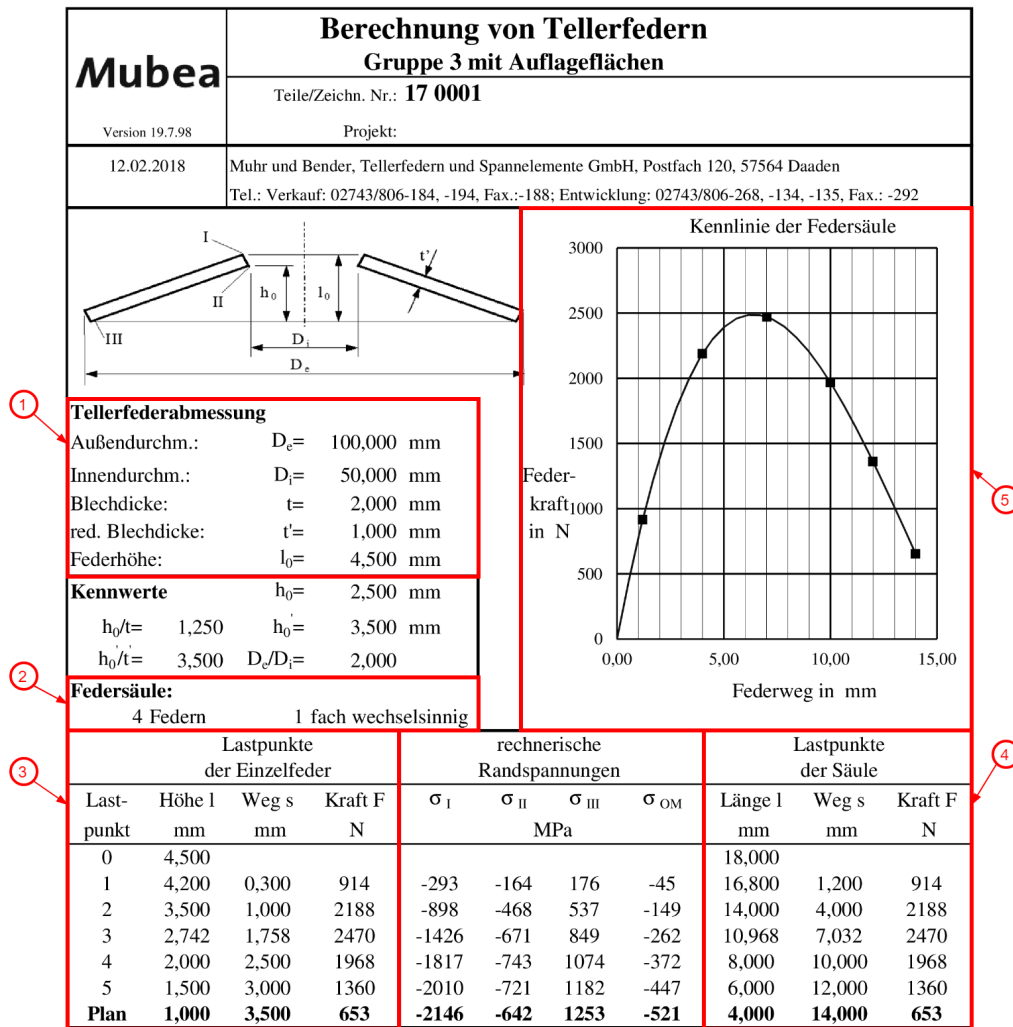 Berechnung von Tellerfedern
Gruppe 3 mit Auflageflächen
Mubea
Teile/Zeichn. Nr.: 17 0001
Version 19.7.98 Projekt:
12.02.2018 Muhr und Bender, Tellerfedern und Spannelemente GmbH, Postfach 120, 57564 Daaden
Tel.: Verkauf: 02743/806-184, -194, Fax.:-188; Entwicklung: 02743/806-268, -134, -135, Fax.: -292
I
II
III
h0
l0
t'
Di
De
1
Tellerfederabmessung
Außendurchm.: De= 100,000 mm
Innendurchm.: Di= 50,000 mm
Blechdicke: t= 2,000 mm
red. Blechdicke: t'= 1,000 mm
Federhöhe: l0= 4,500 mm
Kennwerte h0= 2,500 mm
h0/t= 1,250 h0'= 3,500 mm
h0'/t'= 3,500 De/Di= 2,000
2
Federsäule:
4 Federn 1 fach wechselsinnig
Kennlinie der Federsäule
3000
2500
2000
1500
1000
500
0
Feder-
kraft
in N
0,00 5,00 10,00 15,00
Federweg in mm
5
3
4
Lastpunkte rechnerische Lastpunkte
der Einzelfeder Randspannungen der Säule
Last- Höhe l Weg s Kraft F σ I σ II σ III σ OM Länge l Weg s Kraft F
punkt mm mm N MPa mm mm N
0 4,500 18,000
1 4,200 0,300 914 -293 -164 176 -45 16,800 1,200 914
2 3,500 1,000 2188 -898 -468 537 -149 14,000 4,000 2188
3 2,742 1,758 2470 -1426 -671 849 -262 10,968 7,032 2470
4 2,000 2,500 1968 -1817 -743 1074 -372 8,000 10,000 1968
5 1,500 3,000 1360 -2010 -721 1182 -447 6,000 12,000 1360
Plan 1,000 3,500 653 -2146 -642 1253 -521 4,000 14,000 653